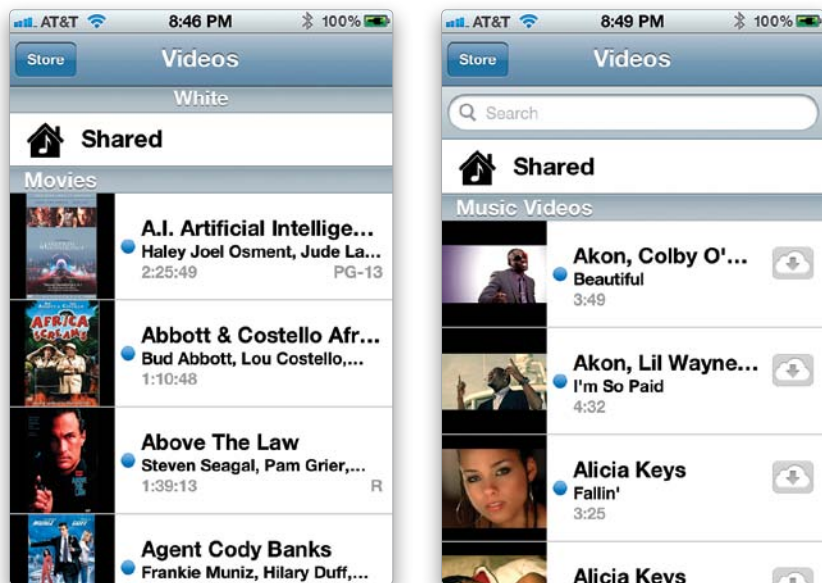 AT&T 8:46 PM 100%
Store Videos
White
Shared
Movies
A.I. Artificial Intellige...
Haley Joel Osment, Jude La...
2:25:49 PG-13
AFRICA
SCREAMS
Abbott & Costello Afr...
Bud Abbott, Lou Costello,...
1:10:48
Above The Law
Steven Seagal, Pam Grier,...
1:39:13 R
Agent Cody Banks
Frankie Muniz, Hilary Duff,...
AT&T 8:49 PM 100%
Store Videos
Search
Shared
Music Videos
Akon, Colby O'...
Beautiful
3:49
Akon, Lil Wayne...
I'm So Paid
4:32
Alicia Keys
Fallin'
3:25
Alicia Keys